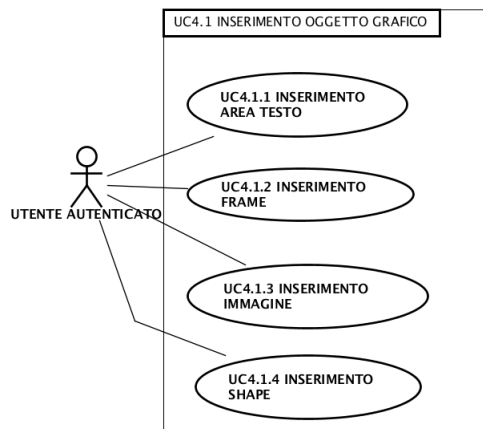 UC4.1 INSERIMENTO OGGETTO GRAFICO
UC4.1.1 INSERIMENTO
AREA TESTO
UTENTE AUTENTICATO
UC4.1.2 INSERIMENTO
FRAME
UC4.1.3 INSERIMENTO
IMMAGINE
UC4.1.4 INSERIMENTO
SHAPE